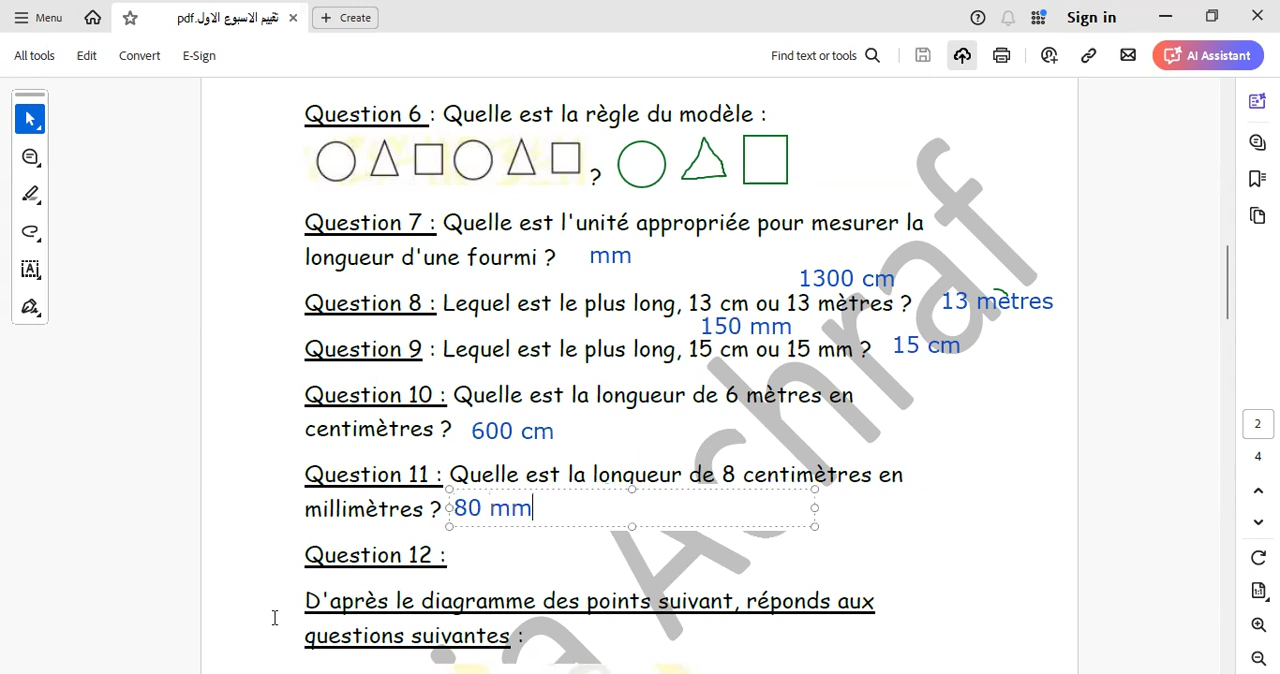 Menu
تقييم الاسبوع الاول.pdf
Create
Sign in
All tools
Edit
Convert
E-Sign
Find text or tools
AI Assistant
Question 6 : Quelle est la règle du modèle :
?
Question 7 : Quelle est l'unité appropriée pour mesurer la
longueur d'une fourmi ? mm
1300 cm
Question 8 : Lequel est le plus long, 13 cm ou 13 mètres ? 13 mètres
150 mm
Question 9 : Lequel est le plus long, 15 cm ou 15 mm ? 15 cm
Question 10 : Quelle est la longueur de 6 mètres en
centimètres ? 600 cm
Question 11 : Quelle est la longueur de 8 centimètres en
millimètres ? 80 mm
Question 12 :
D'après le diagramme des points suivant, réponds aux
questions suivantes :
2
4
a Achraf